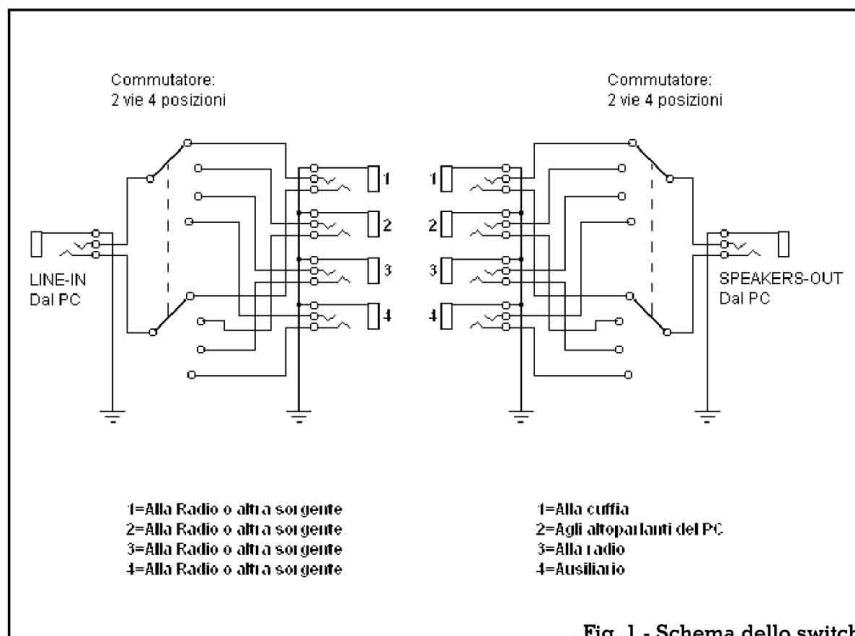 Commutatore:
2 vie 4 posizioni
Commutatore:
2 vie 4 posizioni
1
2
3
4
1
2
3
4
LINE-IN
Dal PC
SPEAKERS-OUT
Dal PC
1=Alla Radio o altra sorgente
2=Alla Radio o altra sorgente
3=Alla Radio o altra sorgente
4=Alla Radio o altra sorgente
1=Alla cuffia
2=Agli altoparlanti del PC
3=Alla radio
4=Ausiliario
Fig. 1 - Schema dello switch